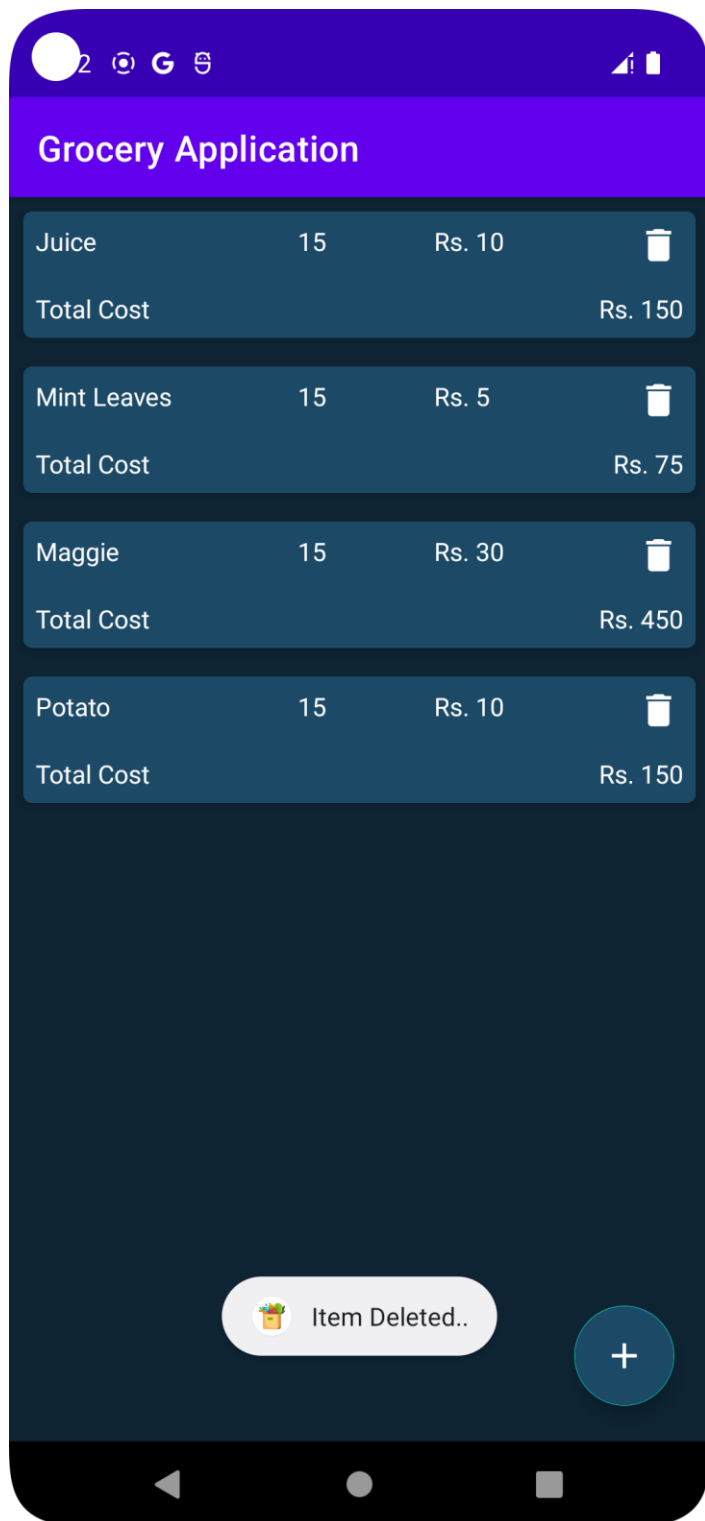 2 G
Grocery Application
Juice 15 Rs. 10
Total Cost Rs. 150
Mint Leaves 15 Rs. 5
Total Cost Rs. 75
Maggie 15 Rs. 30
Total Cost Rs. 450
Potato 15 Rs. 10
Total Cost Rs. 150
Item Deleted..